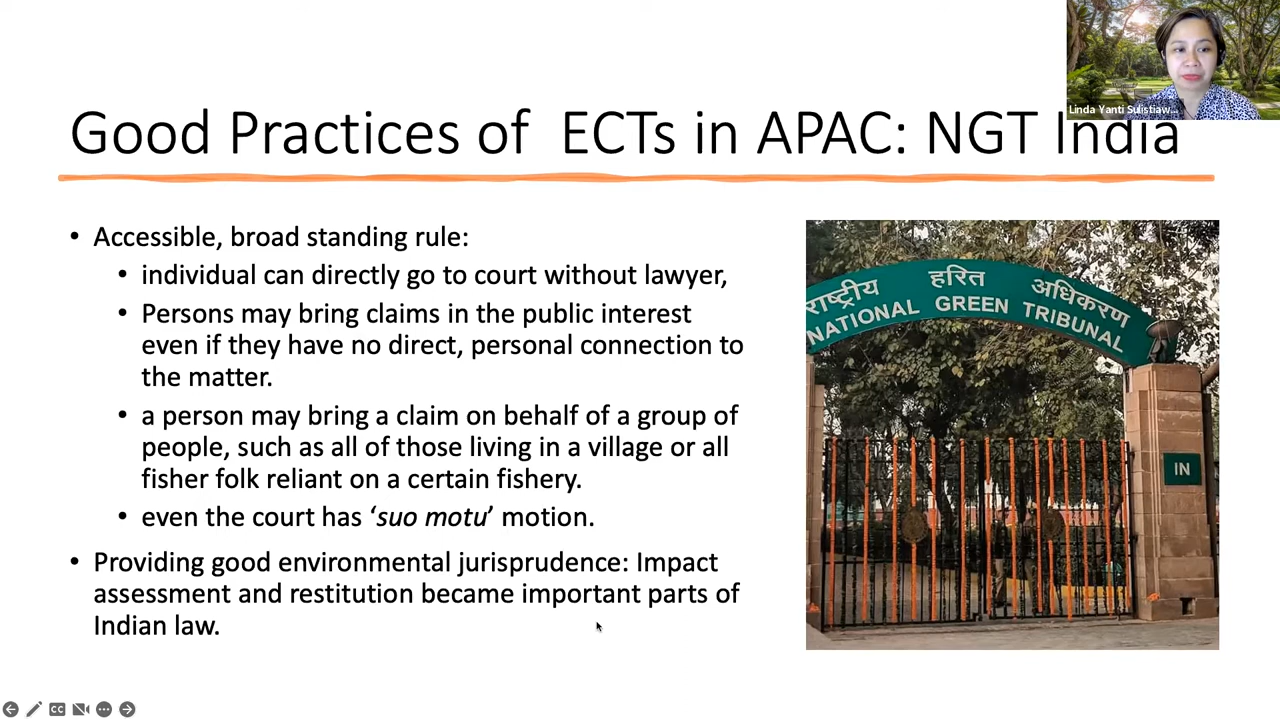 Linda Yanti Sulistiaw...
Good Practices of ECTs in APAC: NGT India
• Accessible, broad standing rule:
• individual can directly go to court without lawyer,
• Persons may bring claims in the public interest
even if they have no direct, personal connection to
the matter.
• a person may bring a claim on behalf of a group of
people, such as all of those living in a village or all
fisher folk reliant on a certain fishery.
• even the court has ‘suo motu’ motion.
• Providing good environmental jurisprudence: Impact
assessment and restitution became important parts of
Indian law.
राष्ट्रीय हरित अधिकरण
NATIONAL GREEN TRIBUNAL
IN
CC